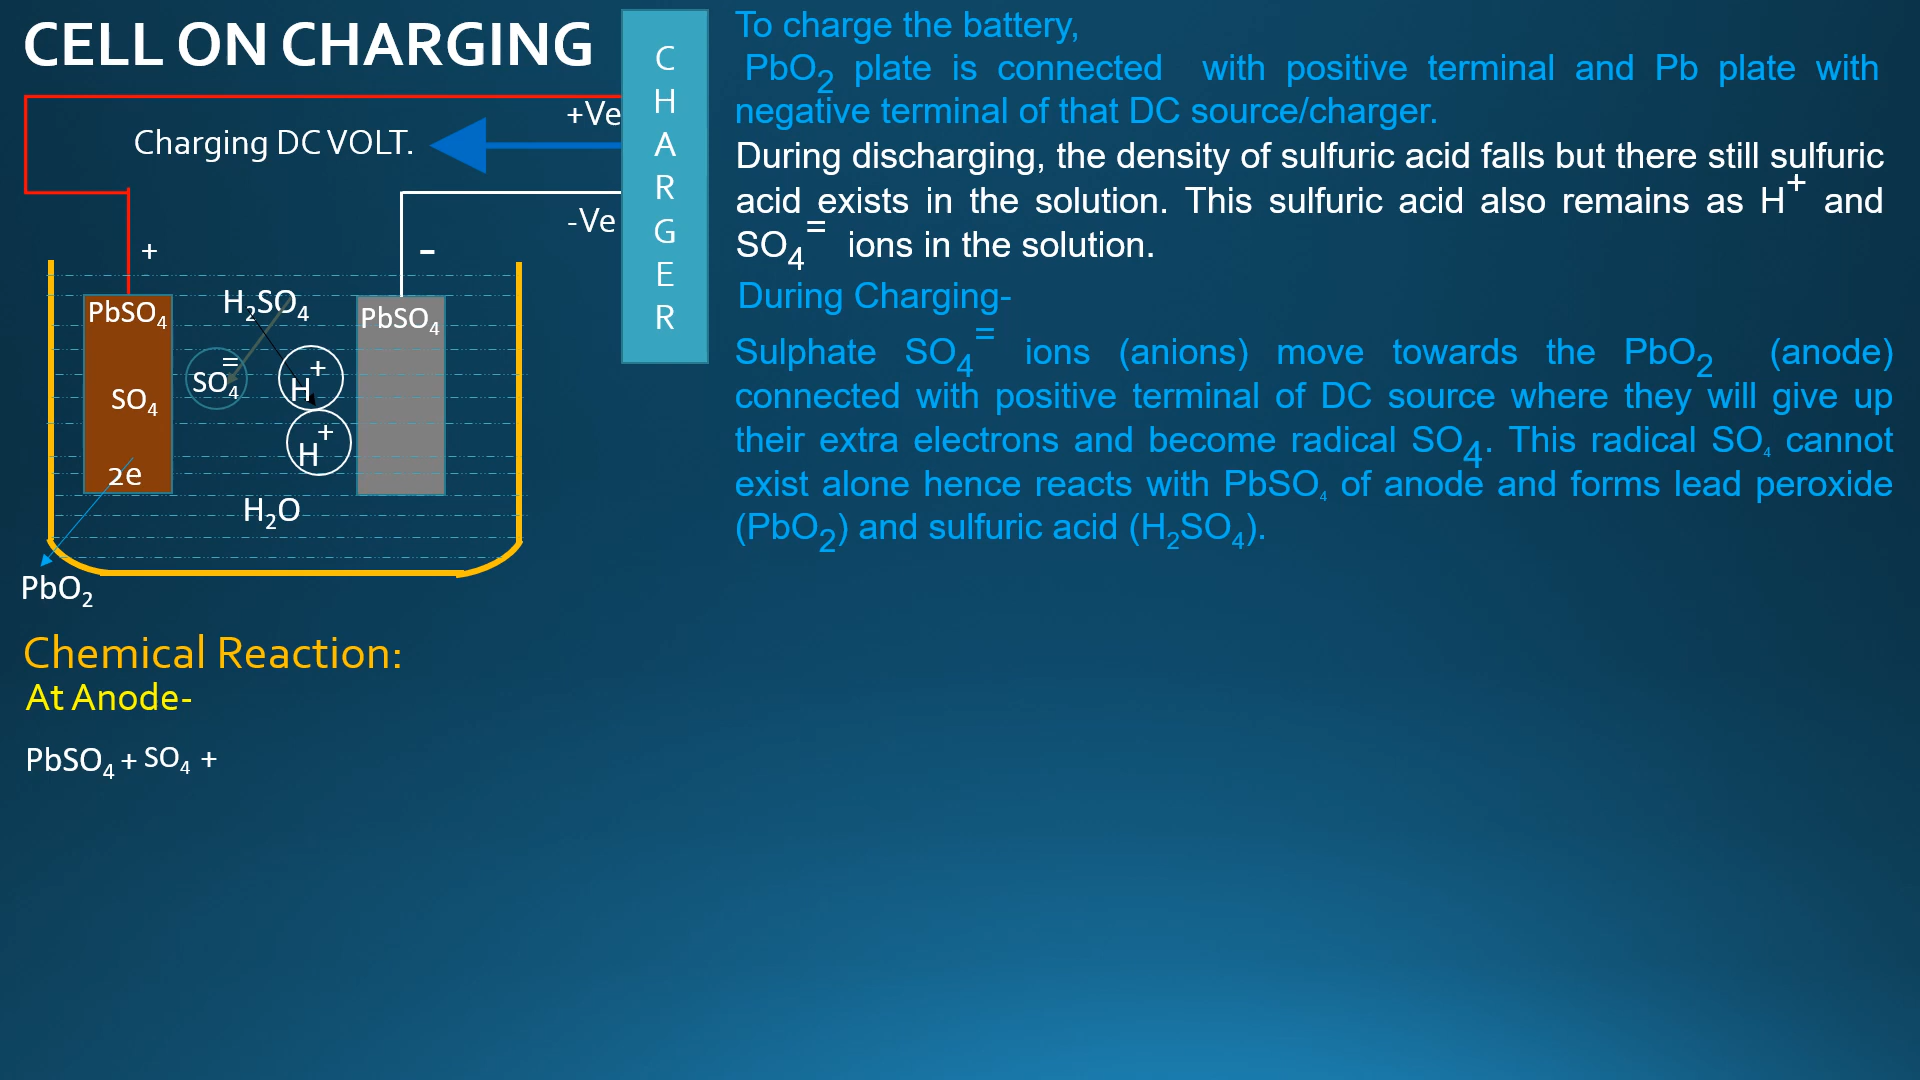 CELL ON CHARGING
+Ve
Charging DC VOLT.
-Ve
C
H
A
R
G
E
R
+
-
PbSO4
H2SO4
PbSO4
SO4=
H+
SO4
H+
2e
H2O
PbO2
Chemical Reaction:
At Anode-
PbSO4 + SO4 +
To charge the battery,
PbO2 plate is connected with positive terminal and Pb plate with
negative terminal of that DC source/charger.
During discharging, the density of sulfuric acid falls but there still sulfuric
acid exists in the solution. This sulfuric acid also remains as H+ and
SO4= ions in the solution.
During Charging-
Sulphate SO4= ions (anions) move towards the PbO2 (anode)
connected with positive terminal of DC source where they will give up
their extra electrons and become radical SO4. This radical SO4 cannot
exist alone hence reacts with PbSO4 of anode and forms lead peroxide
(PbO2) and sulfuric acid (H2SO4).